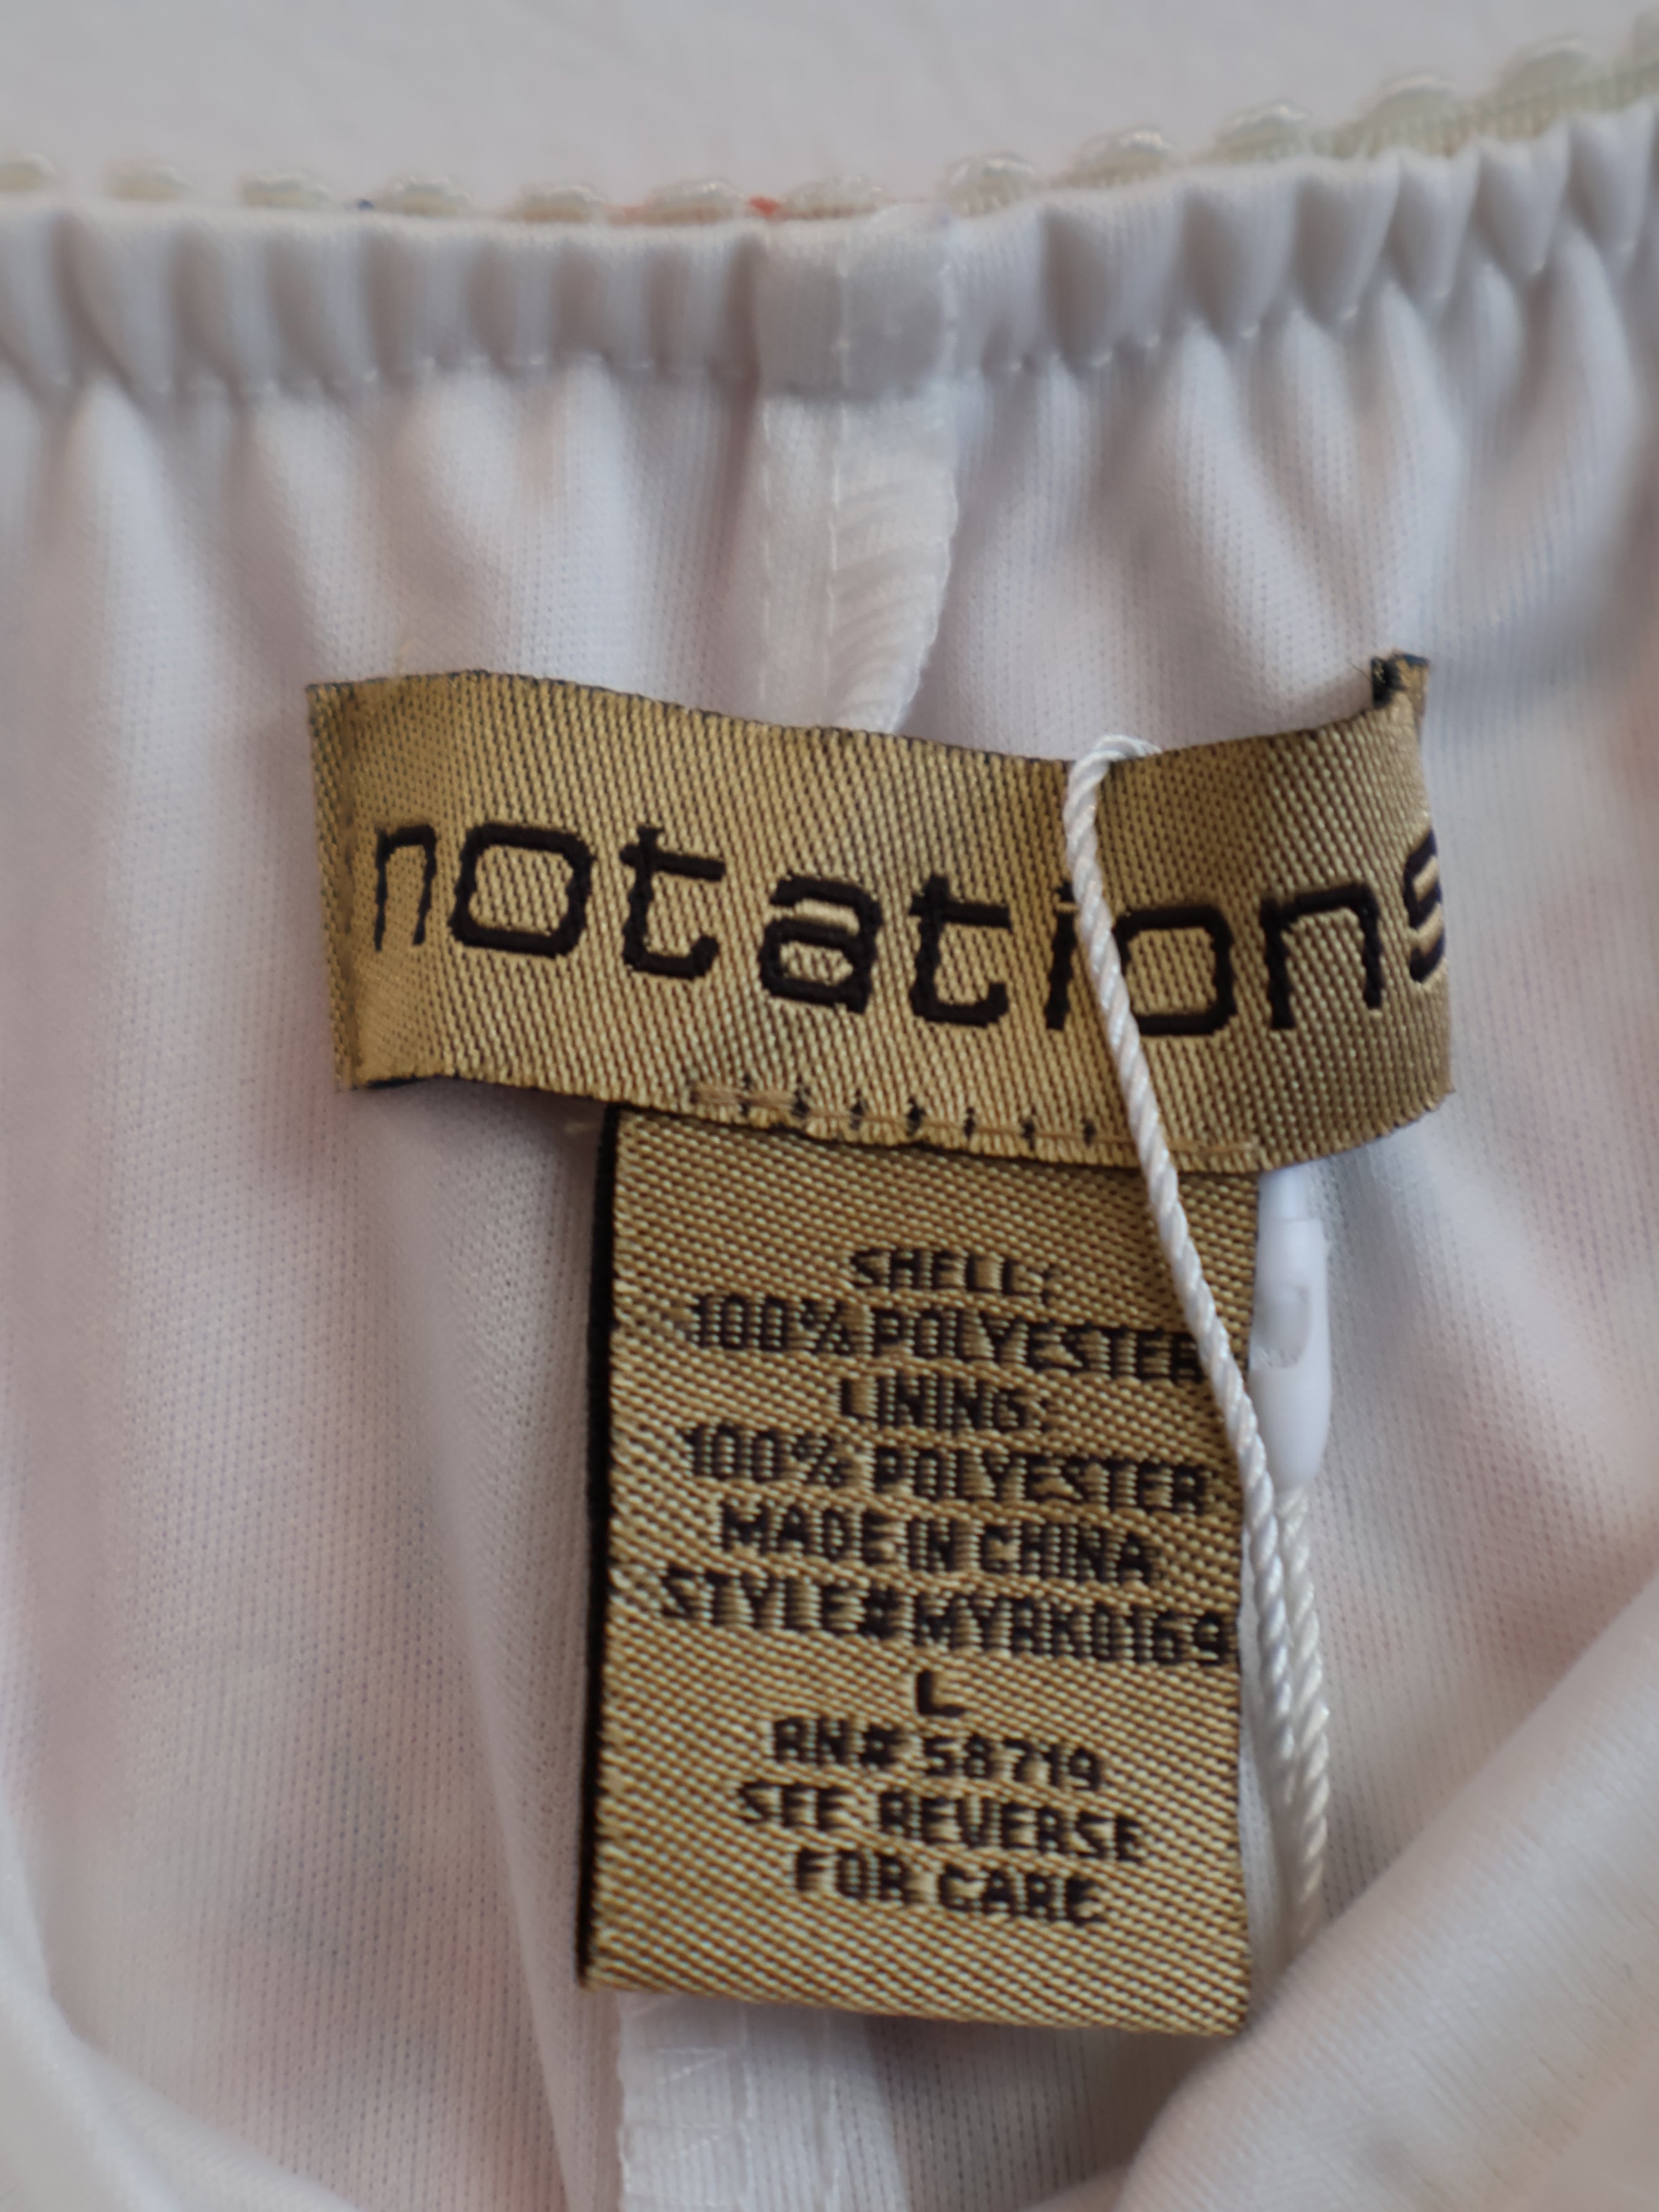 notations
SHELL:
100% POLYESTER
LINING:
100% POLYESTER
MADE IN CHINA
STYLE# MYRK0169
L
RN# 58719
SEE REVERSE
FOR CARE